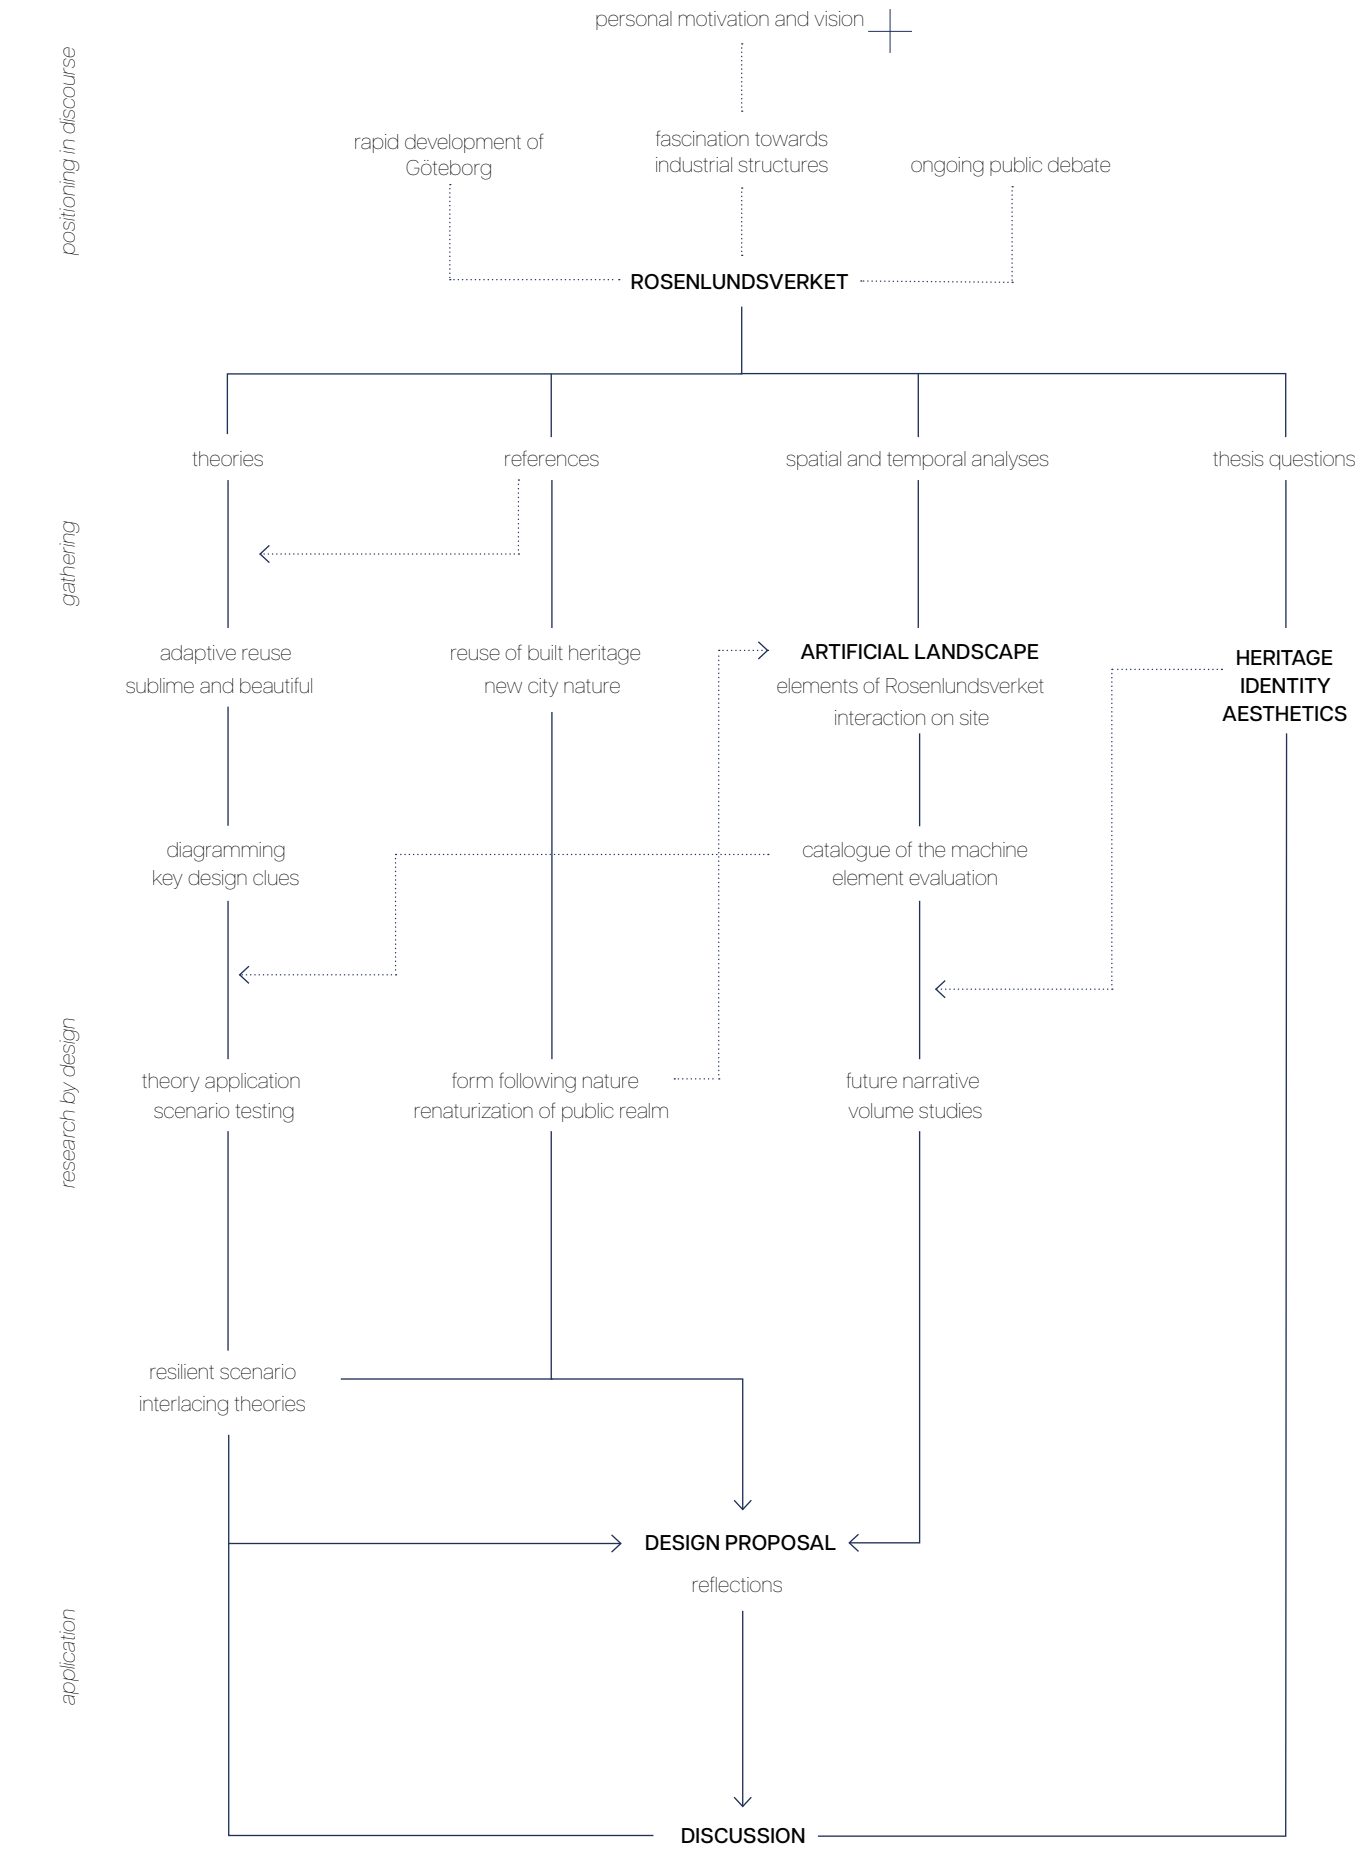 personal motivation and vision
positioning in discourse
rapid development of
Göteborg
fascination towards
industrial structures
ongoing public debate
ROSENLUNDSVERKET
theories
references
spatial and temporal analyses
thesis questions
gathering
adaptive reuse
sublime and beautiful
reuse of built heritage
new city nature
ARTIFICIAL LANDSCAPE
elements of Rosenlundsverket
interaction on site
HERITAGE
IDENTITY
AESTHETICS
diagramming
key design clues
catalogue of the machine
element evaluation
research by design
theory application
scenario testing
form following nature
renaturization of public realm
future narrative
volume studies
resilient scenario
interlacing theories
DESIGN PROPOSAL
reflections
application
DISCUSSION